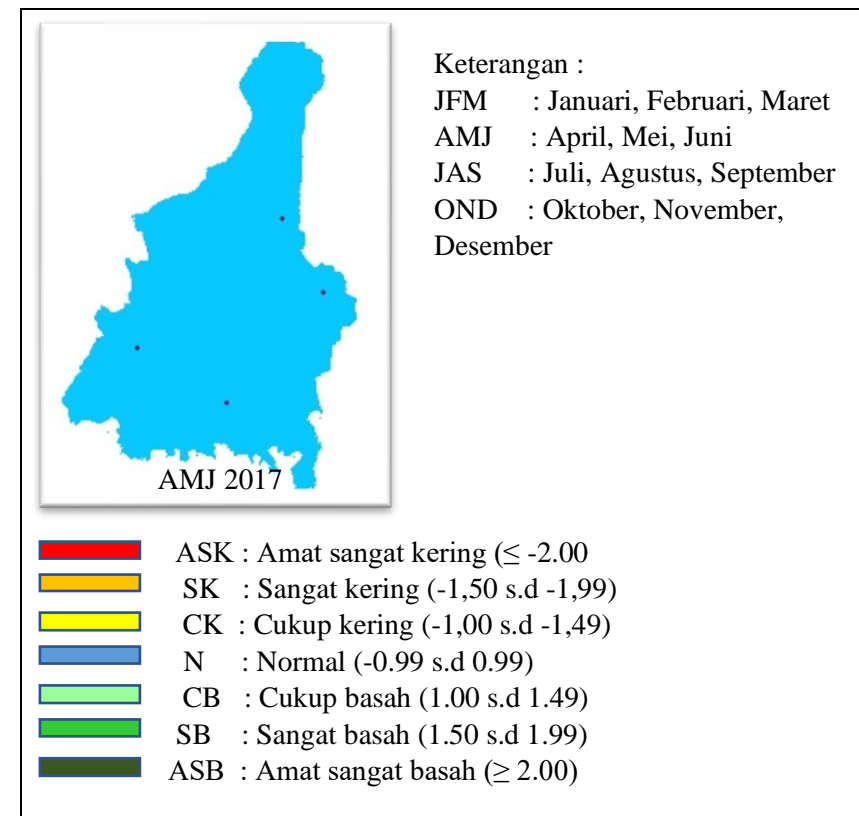 Keterangan :
JFM : Januari, Februari, Maret
AMJ : April, Mei, Juni
JAS : Juli, Agustus, September
OND : Oktober, November,
Desember
AMJ 2017
ASK : Amat sangat kering (≤ -2.00
SK : Sangat kering (-1,50 s.d -1,99)
CK : Cukup kering (-1,00 s.d -1,49)
N : Normal (-0.99 s.d 0.99)
CB : Cukup basah (1.00 s.d 1.49)
SB : Sangat basah (1.50 s.d 1.99)
ASB : Amat sangat basah (≥ 2.00)